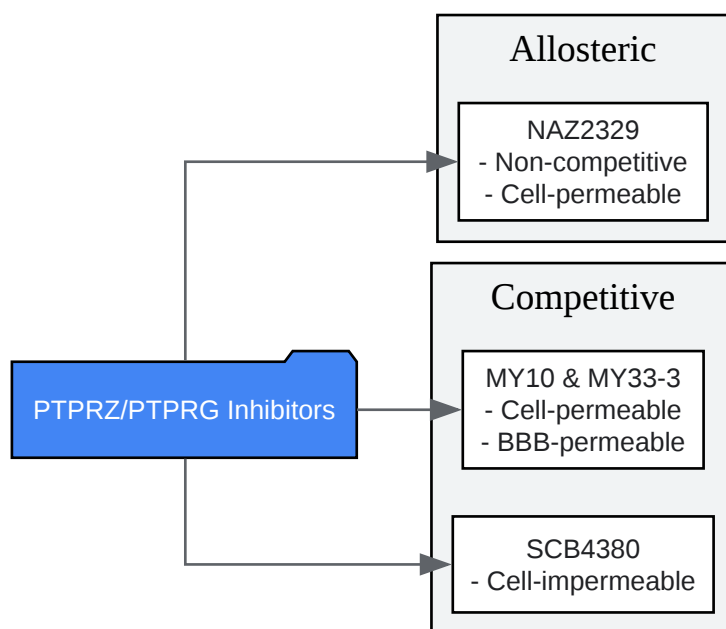 Allosteric
NAZ2329
- Non-competitive
- Cell-permeable
Competitive
PTPRZ/PTPRG Inhibitors
MY10 & MY33-3
- Cell-permeable
- BBB-permeable
SCB4380
- Cell-impermeable